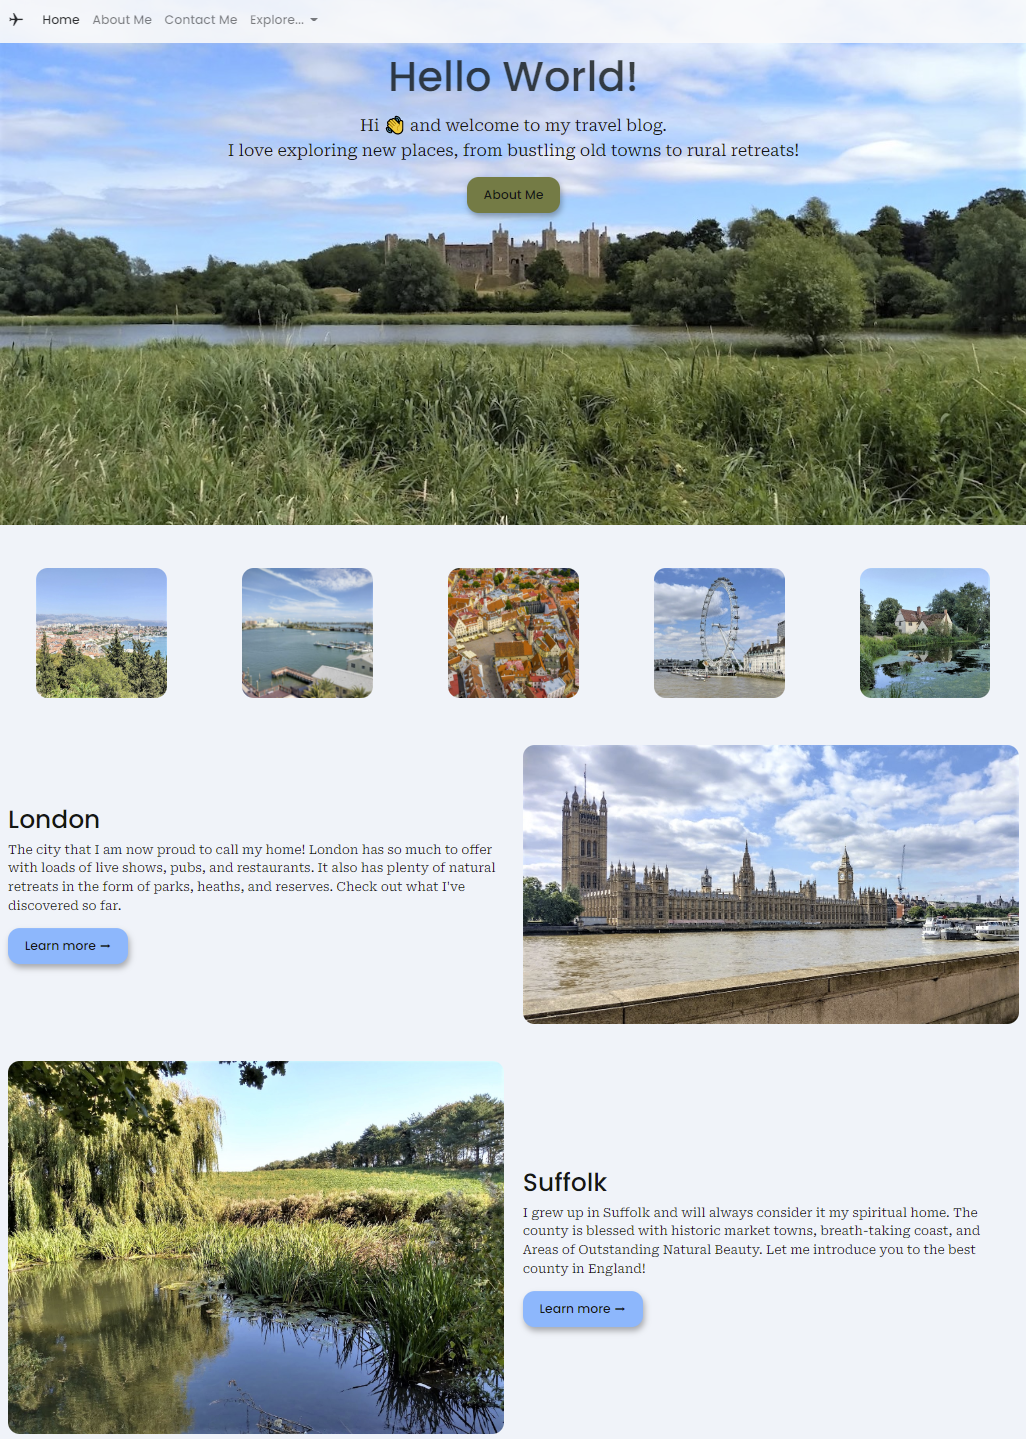 Home About Me Contact Me Explore...
Hello World!
Hi 👋 and welcome to my travel blog.
I love exploring new places, from bustling old towns to rural retreats!
About Me
London
The city that I am now proud to call my home! London has so much to offer
with loads of live shows, pubs, and restaurants. It also has plenty of natural
retreats in the form of parks, heaths, and reserves. Check out what I've
discovered so far.
Learn more →
Suffolk
I grew up in Suffolk and will always consider it my spiritual home. The
county is blessed with historic market towns, breath-taking coast, and
Areas of Outstanding Natural Beauty. Let me introduce you to the best
county in England!
Learn more →